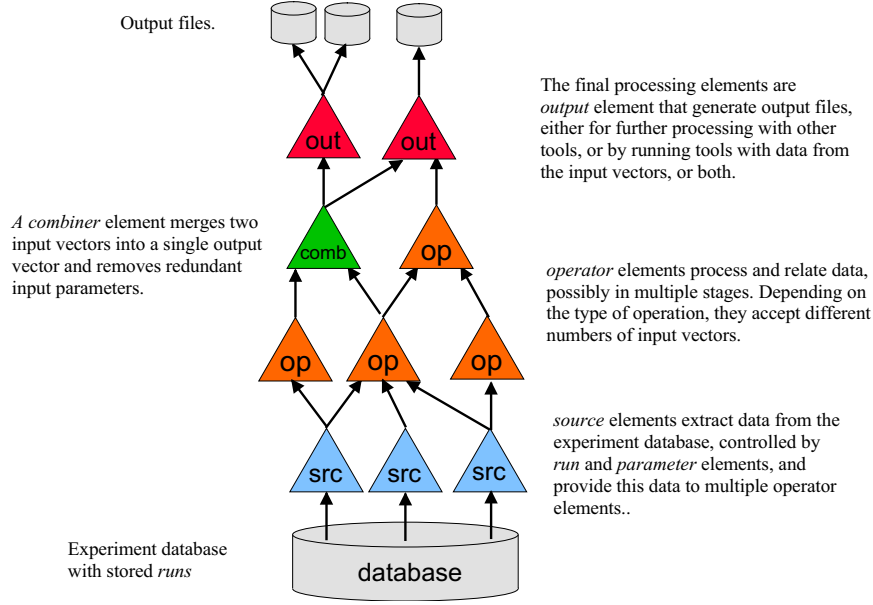 Output files.
The final processing elements are
output element that generate output files,
either for further processing with other
tools, or by running tools with data from
the input vectors, or both.
out
out
A combiner element merges two
input vectors into a single output
vector and removes redundant
input parameters.
comb
op
operator elements process and relate data,
possibly in multiple stages. Depending on
the type of operation, they accept different
numbers of input vectors.
op
op
op
source elements extract data from the
experiment database, controlled by
run and parameter elements, and
provide this data to multiple operator
elements..
src
src
src
Experiment database
with stored runs
database